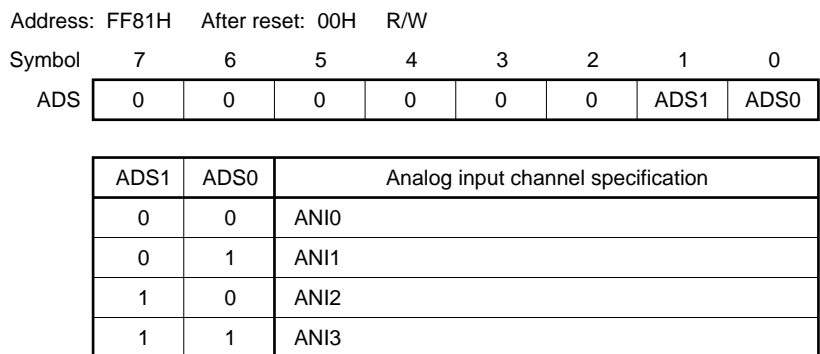 Address: FF81H After reset: 00H R/W
Symbol 7 6 5 4 3 2 1 0
ADS 0 0 0 0 0 0 ADS1 ADS0
ADS1 ADS0 Analog input channel specification
0 0 ANI0
0 1 ANI1
1 0 ANI2
1 1 ANI3